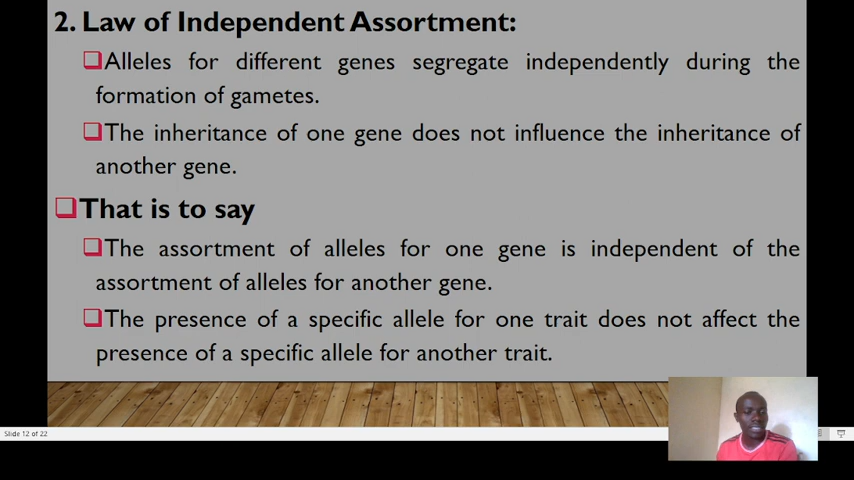 2. Law of Independent Assortment:
Alleles for different genes segregate independently during the
formation of gametes.
The inheritance of one gene does not influence the inheritance of
another gene.
That is to say
The assortment of alleles for one gene is independent of the
assortment of alleles for another gene.
The presence of a specific allele for one trait does not affect the
presence of a specific allele for another trait.
Slide 12 of 22